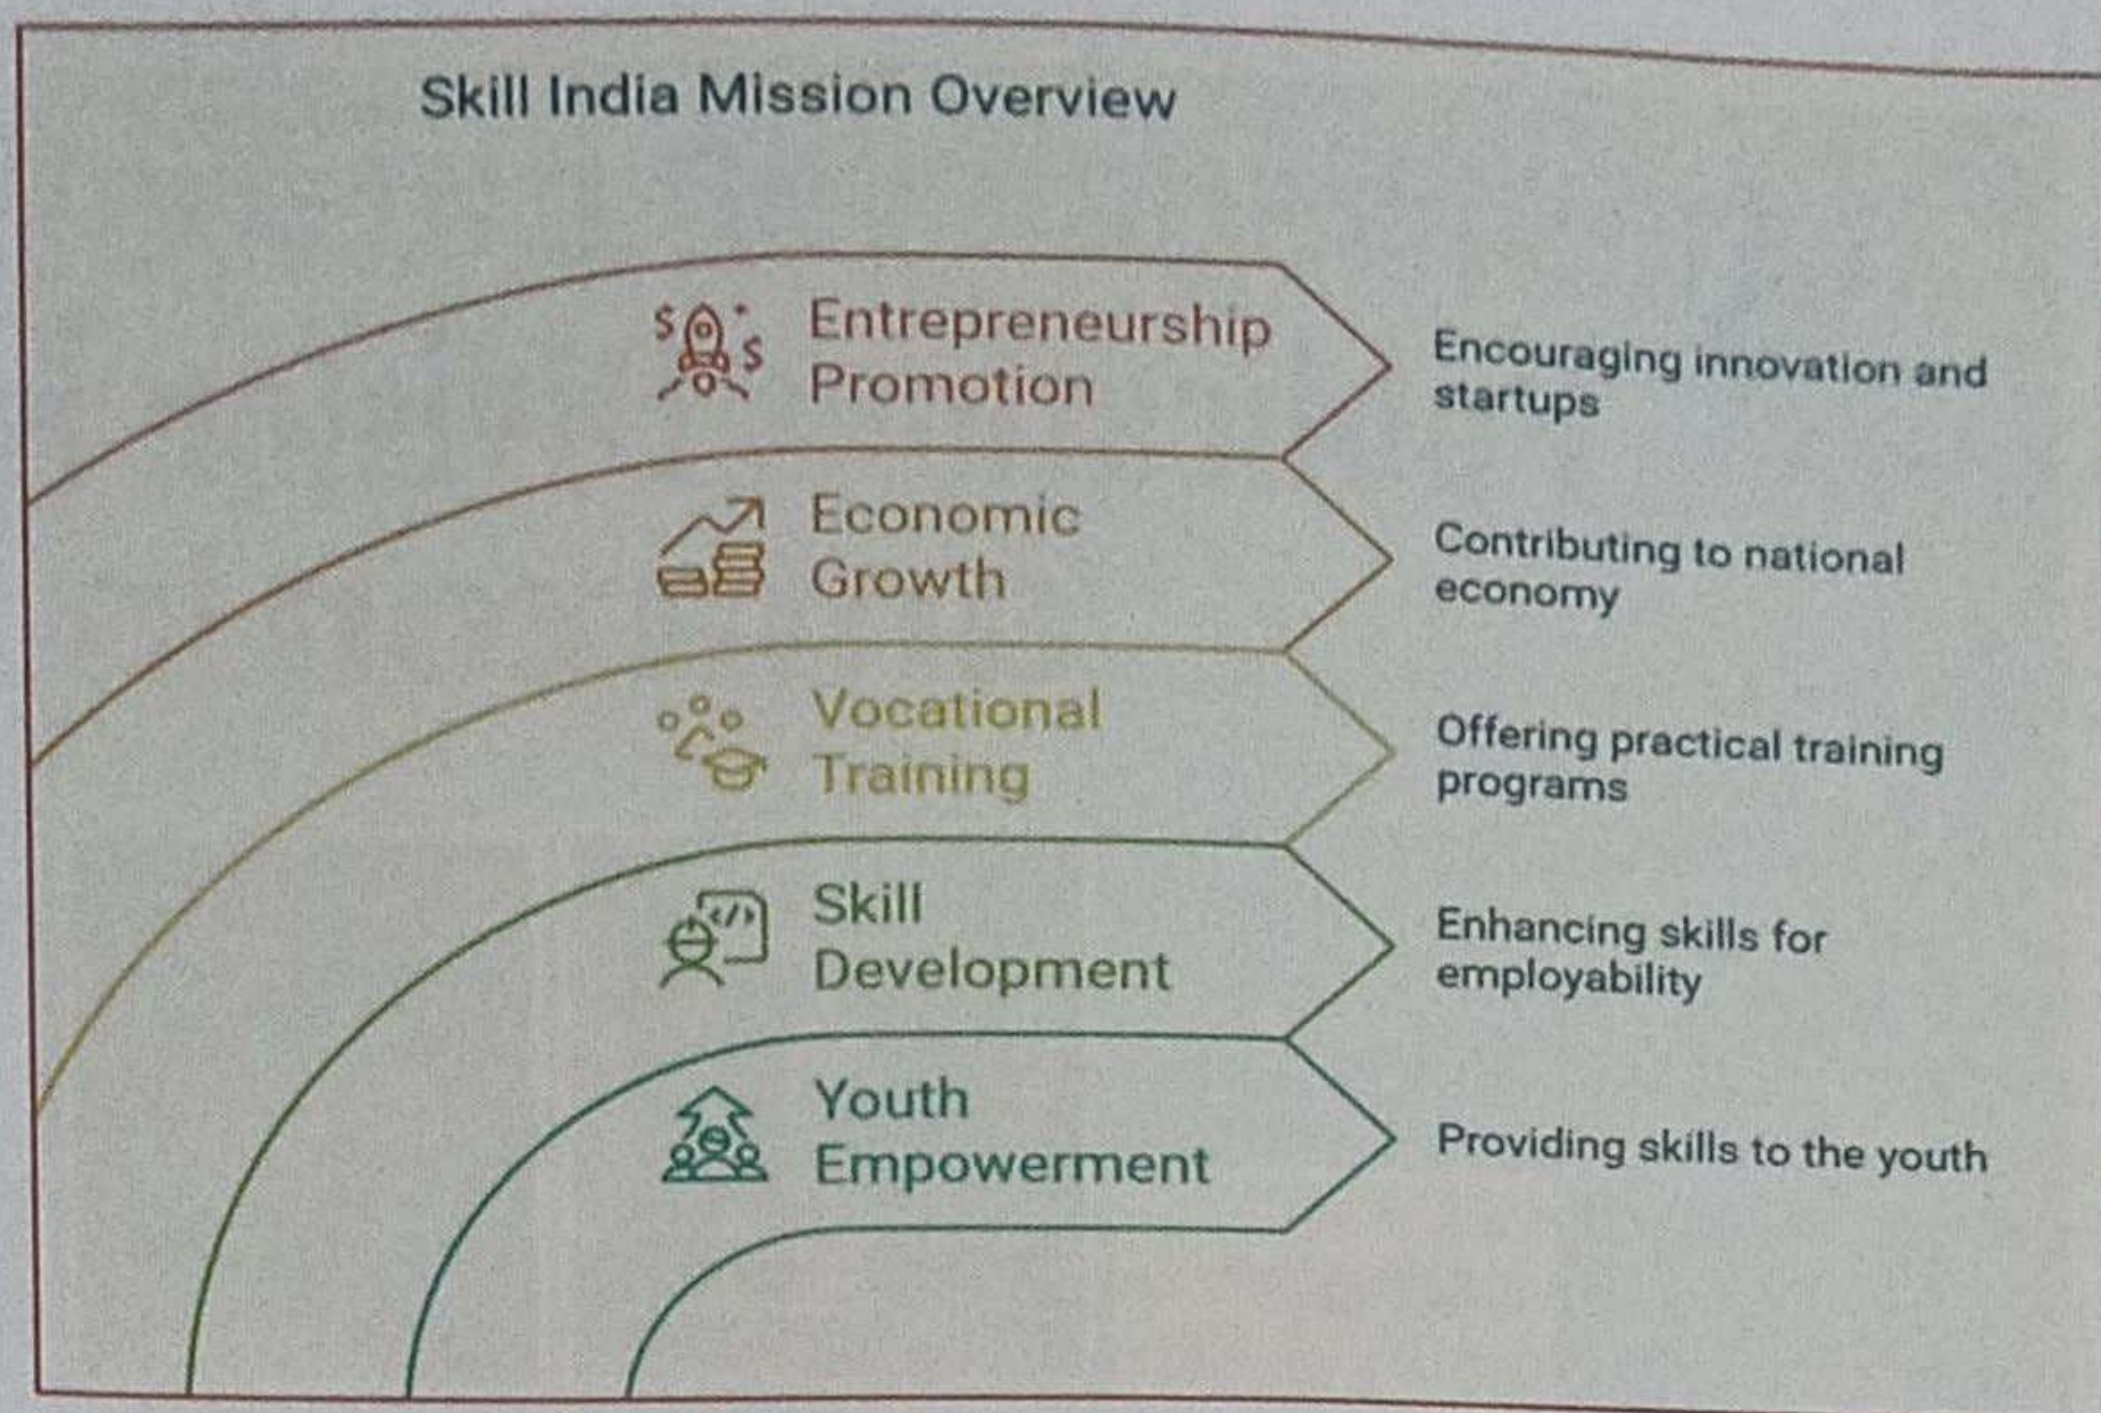 Skill India Mission Overview
Entrepreneurship
Promotion
Encouraging innovation and
startups
Economic
Growth
Contributing to national
economy
Vocational
Training
Offering practical training
programs
Skill
Development
Enhancing skills for
employability
Youth
Empowerment
Providing skills to the youth